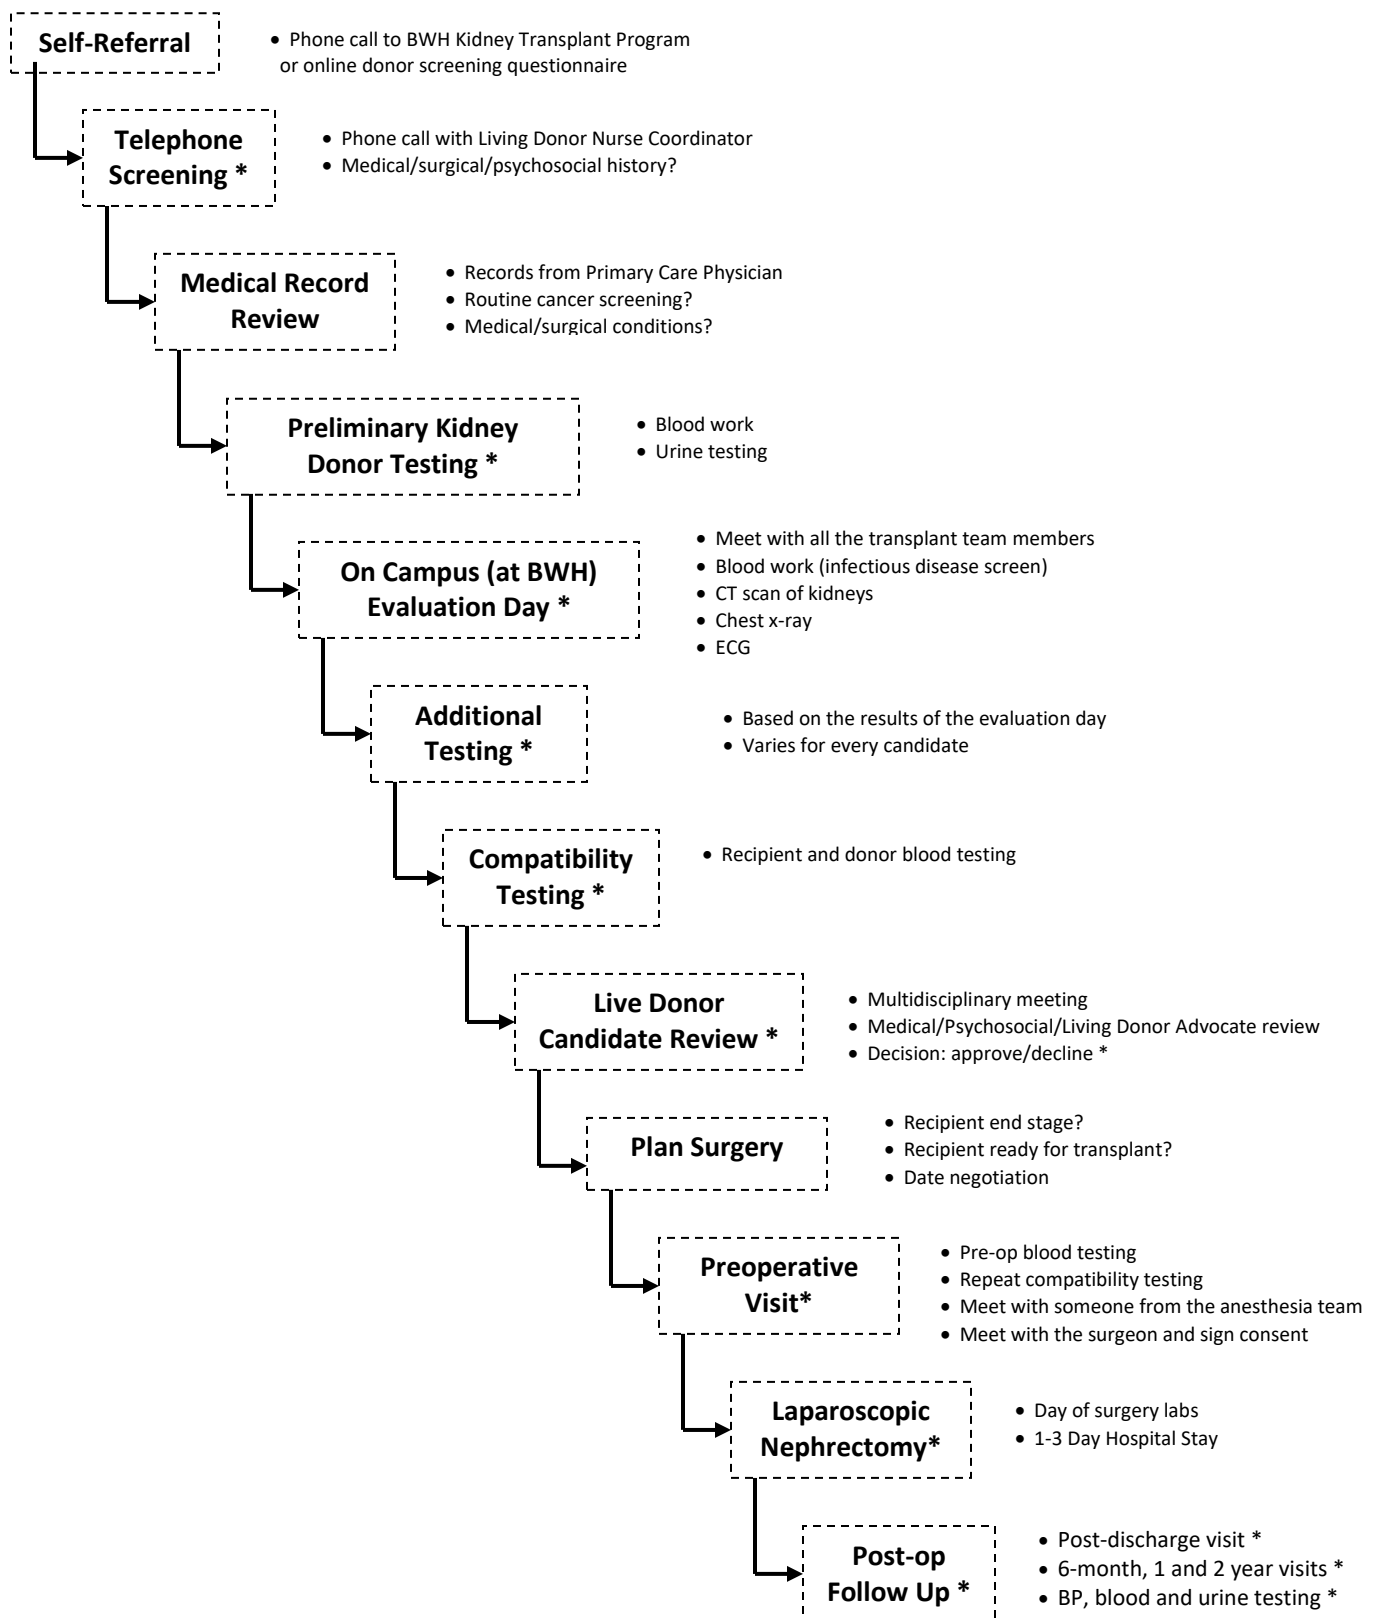 Self-Referral
• Phone call to BWH Kidney Transplant Program
or online donor screening questionnaire
Telephone
Screening *
• Phone call with Living Donor Nurse Coordinator
• Medical/surgical/psychosocial history?
Medical Record
Review
• Records from Primary Care Physician
• Routine cancer screening?
• Medical/surgical conditions?
Preliminary Kidney
Donor Testing *
• Blood work
• Urine testing
On Campus (at BWH)
Evaluation Day *
• Meet with all the transplant team members
• Blood work (infectious disease screen)
• CT scan of kidneys
• Chest x-ray
• ECG
Additional
Testing *
• Based on the results of the evaluation day
• Varies for every candidate
Compatibility
Testing *
• Recipient and donor blood testing
Live Donor
Candidate Review *
• Multidisciplinary meeting
• Medical/Psychosocial/Living Donor Advocate review
• Decision: approve/decline *
Plan Surgery
• Recipient end stage?
• Recipient ready for transplant?
• Date negotiation
Preoperative
Visit*
• Pre-op blood testing
• Repeat compatibility testing
• Meet with someone from the anesthesia team
• Meet with the surgeon and sign consent
Laparoscopic
Nephrectomy*
• Day of surgery labs
• 1-3 Day Hospital Stay
Post-op
Follow Up *
• Post-discharge visit *
• 6-month, 1 and 2 year visits *
• BP, blood and urine testing *